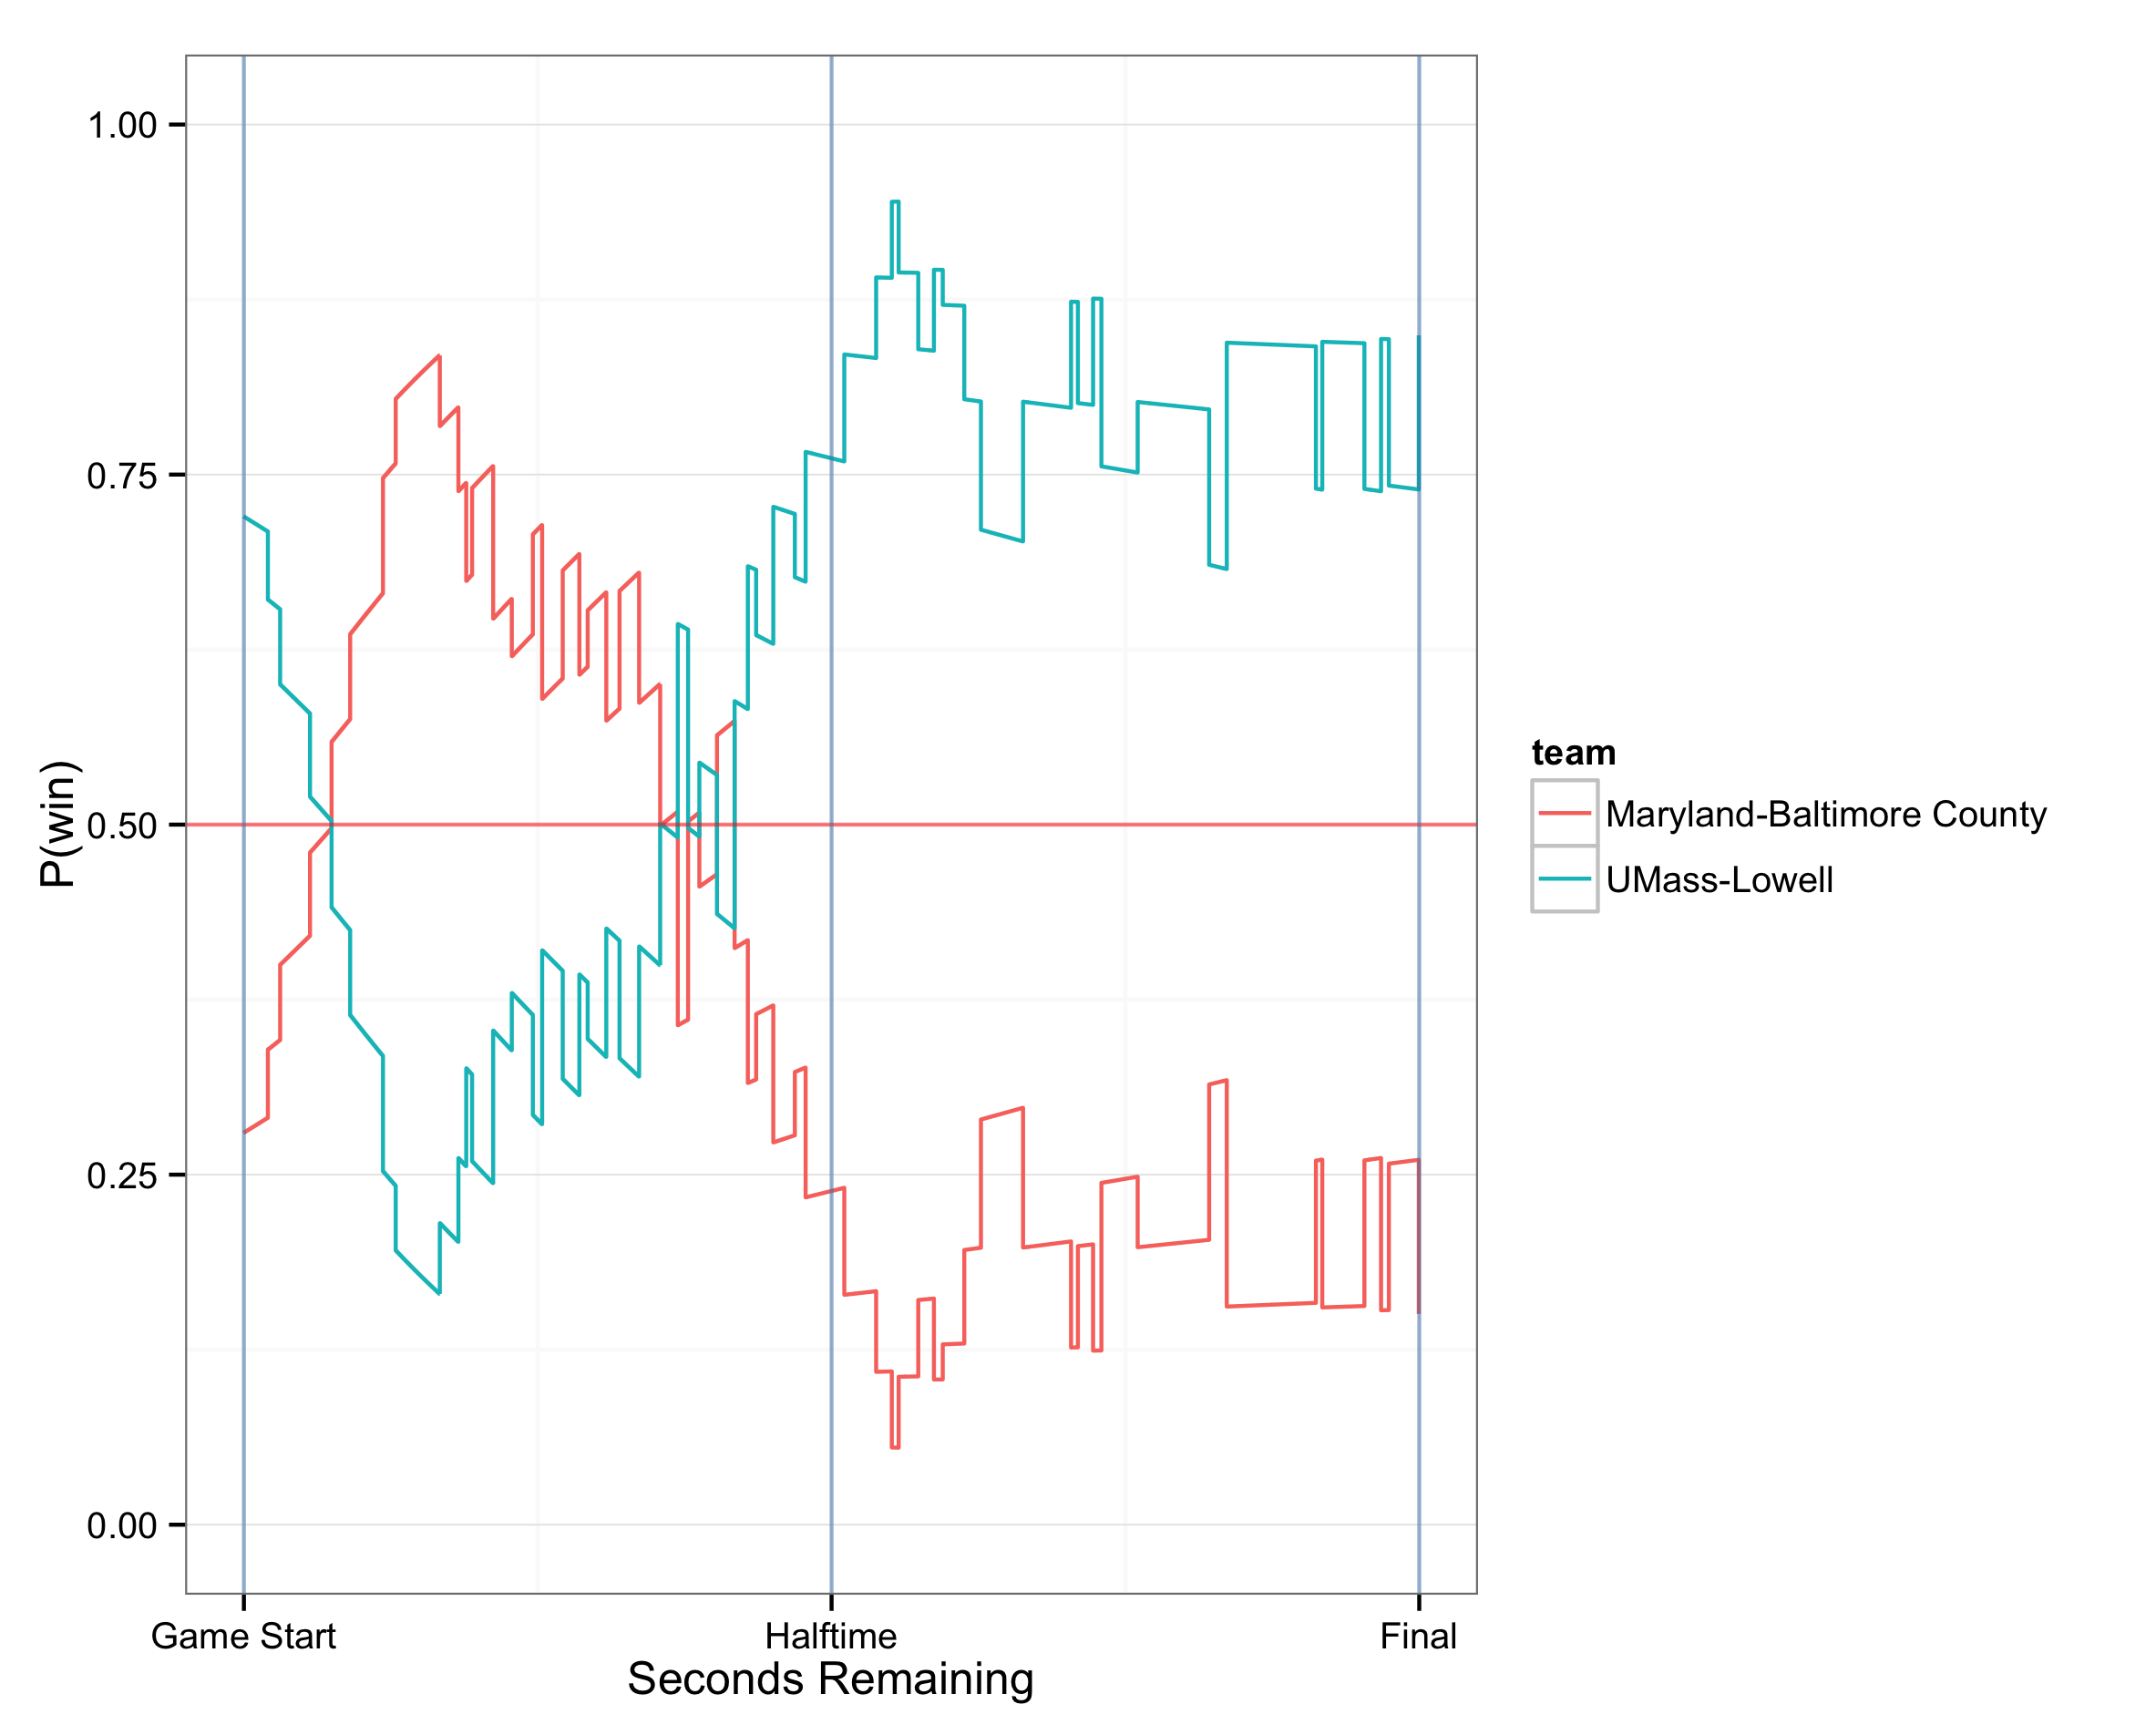 1.00
0.75
0.50
0.25
0.00
P(win)
Game Start
Halftime
Final
Seconds Remaining
team
Maryland-Baltimore County
UMass-Lowell